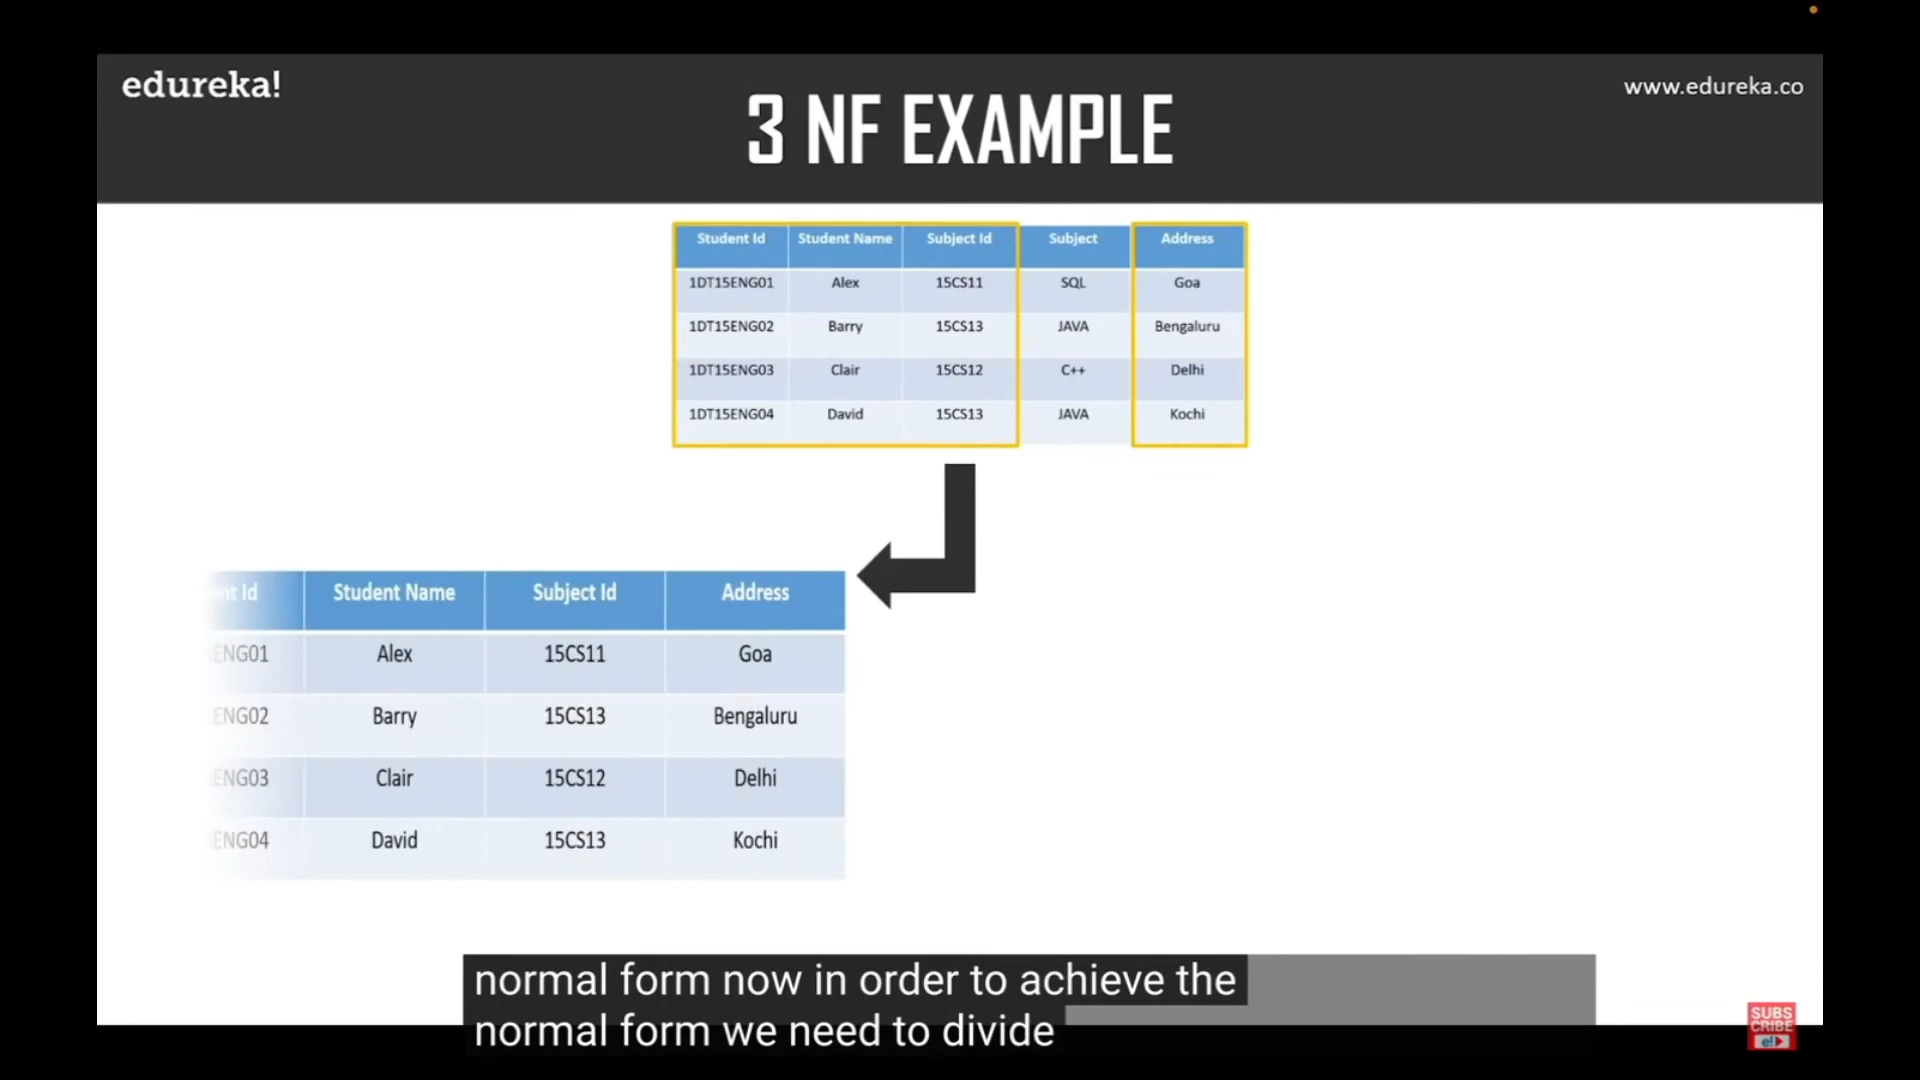 edureka!
www.edureka.co
3 NF EXAMPLE
Student Id Student Name Subject Id Subject Address
1DT15ENG01 Alex 15CS11 SQL Goa
1DT15ENG02 Barry 15CS13 JAVA Bengaluru
1DT15ENG03 Clair 15CS12 C++ Delhi
1DT15ENG04 David 15CS13 JAVA Kochi
nt Id Student Name Subject Id Address
ENG01 Alex 15CS11 Goa
ENG02 Barry 15CS13 Bengaluru
ENG03 Clair 15CS12 Delhi
ENG04 David 15CS13 Kochi
normal form now in order to achieve the
normal form we need to divide
SUBS
CRIBE
e!